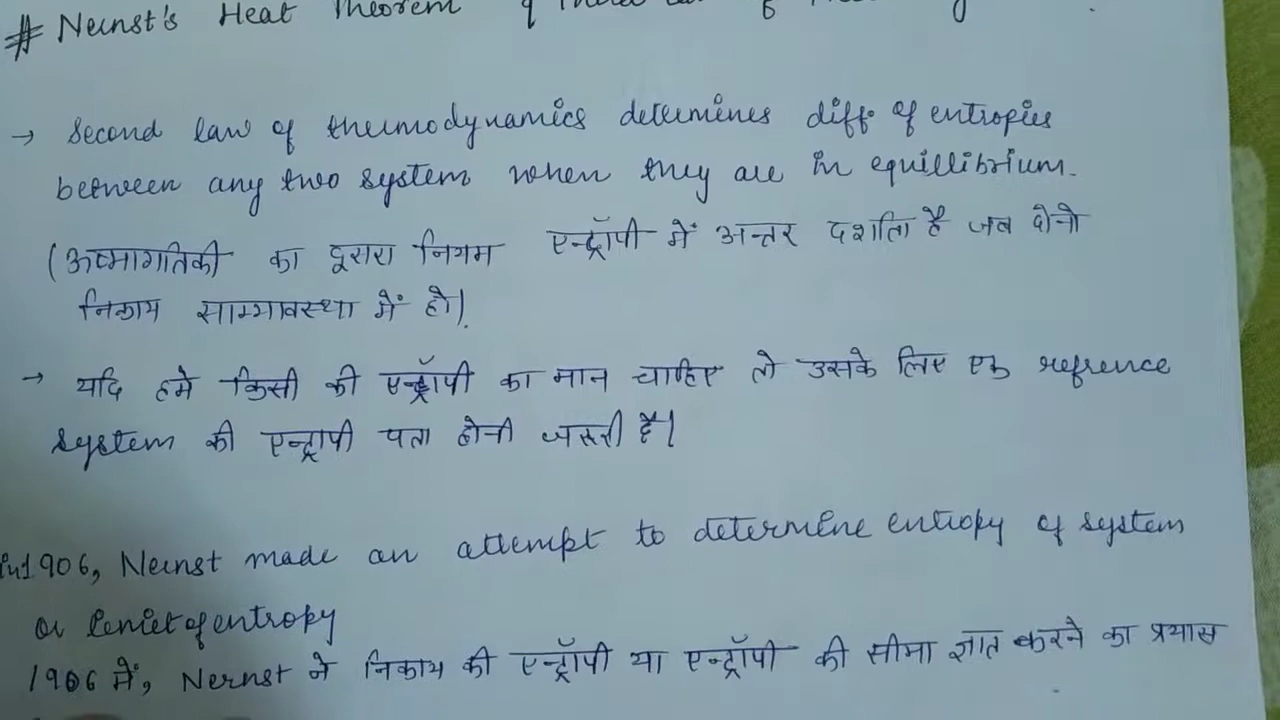 # Nernst's Heat Theorem
→ Second law of thermodynamics determines diff. of entropies
between any two system when they are in equillibrium.
(ऊष्मागतिकी का दूसरा नियम एन्ट्रॉपी में अन्तर दर्शाता है जब दोनो
निकाय साम्यावस्था में हो।
→ यदि हमे किसी की एन्ट्रॉपी का मान चाहिए तो उसके लिए एक refrence
system की एन्ट्रापी पता होनी जरूरी है।
in 1906, Nernst made an attempt to determine entropy of system
or limiet of entropy
1906 में, Nernst ने निकाय की एन्ट्रॉपी या एन्ट्रॉपी की सीमा ज्ञात करने का प्रयास